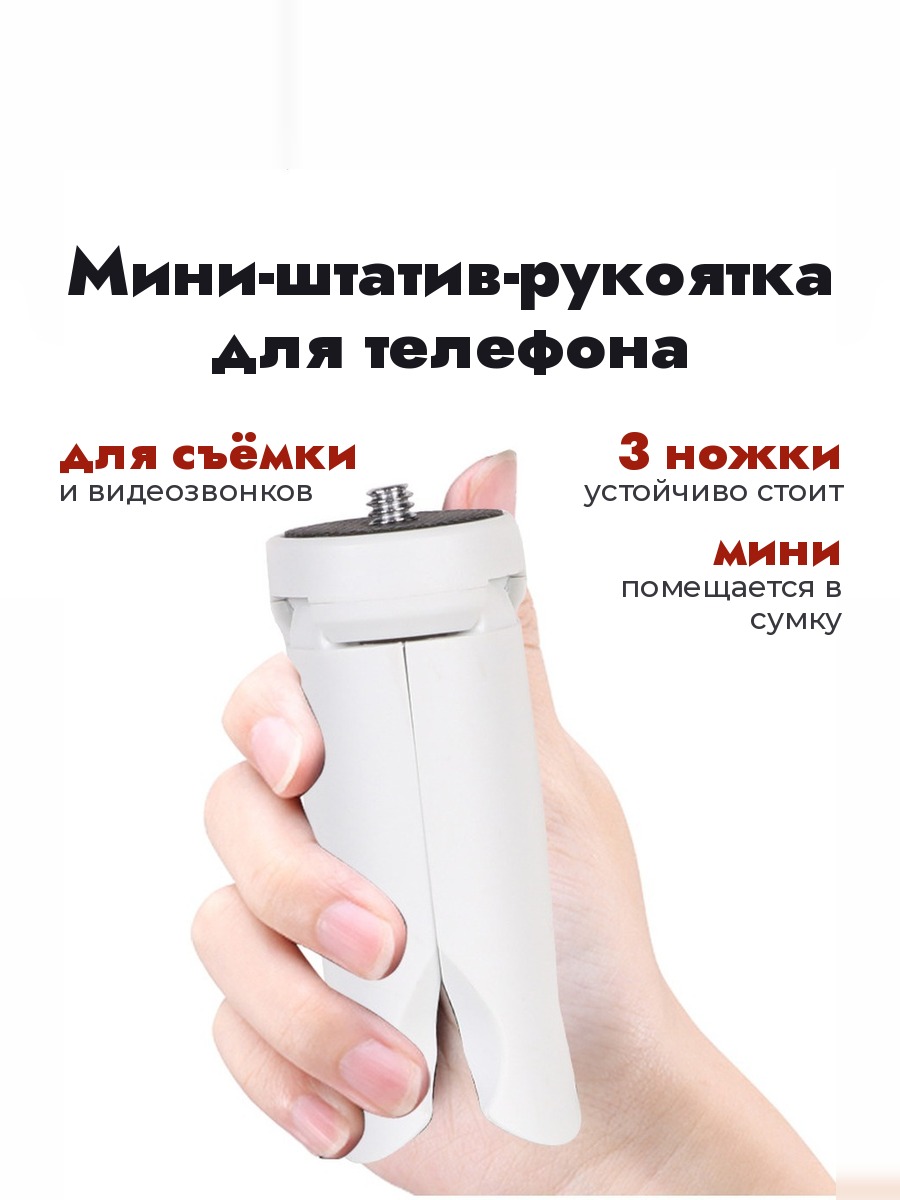 Мини-штатив-рукоятка
для телефона
для съёмки
и видеозвонков
3 ножки
устойчиво стоит
мини
помещается в
сумку